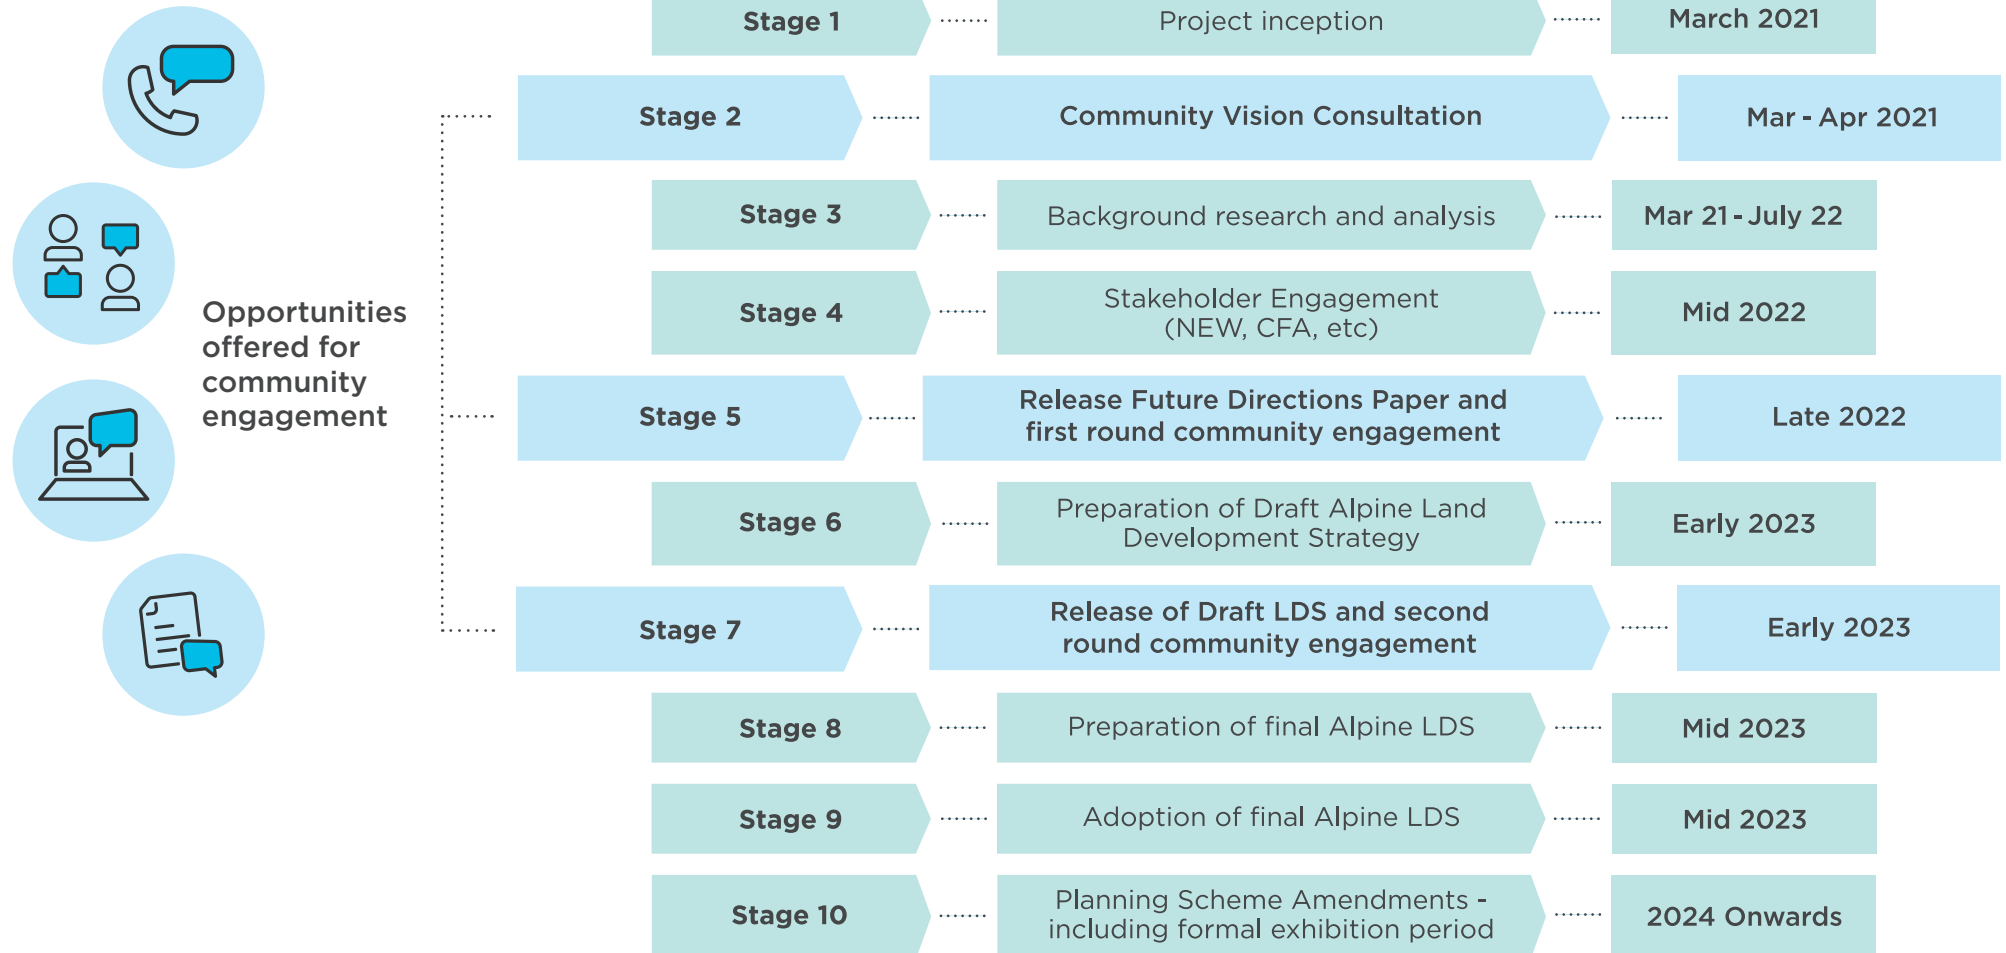 Opportunities
offered for
community
engagement
Stage 1
Project inception
March 2021
Stage 2
Community Vision Consultation
Mar - Apr 2021
Stage 3
Background research and analysis
Mar 21 - July 22
Stage 4
Stakeholder Engagement
(NEW, CFA, etc)
Mid 2022
Stage 5
Release Future Directions Paper and
first round community engagement
Late 2022
Stage 6
Preparation of Draft Alpine Land
Development Strategy
Early 2023
Stage 7
Release of Draft LDS and second
round community engagement
Early 2023
Stage 8
Preparation of final Alpine LDS
Mid 2023
Stage 9
Adoption of final Alpine LDS
Mid 2023
Stage 10
Planning Scheme Amendments -
including formal exhibition period
2024 Onwards